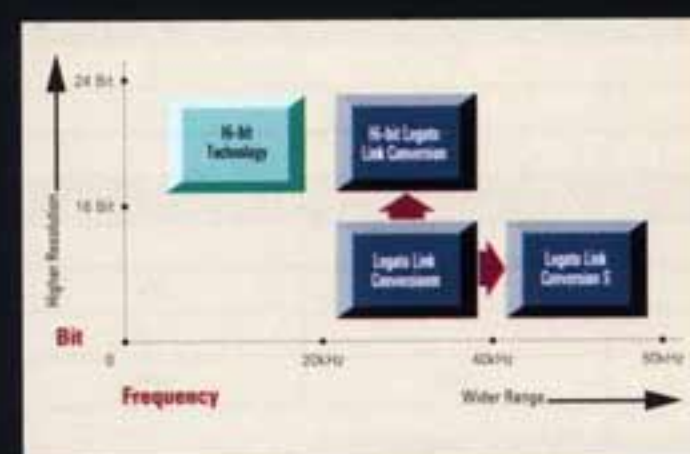 24 Bit
Hi-bit
Technology
Hi-bit Legato
Link Conversion
16 Bit
Higher Resolution
Legato Link
Conversion
Legato Link
Conversion S
Bit
0
20kHz
40kHz
Frequency
Wider Range